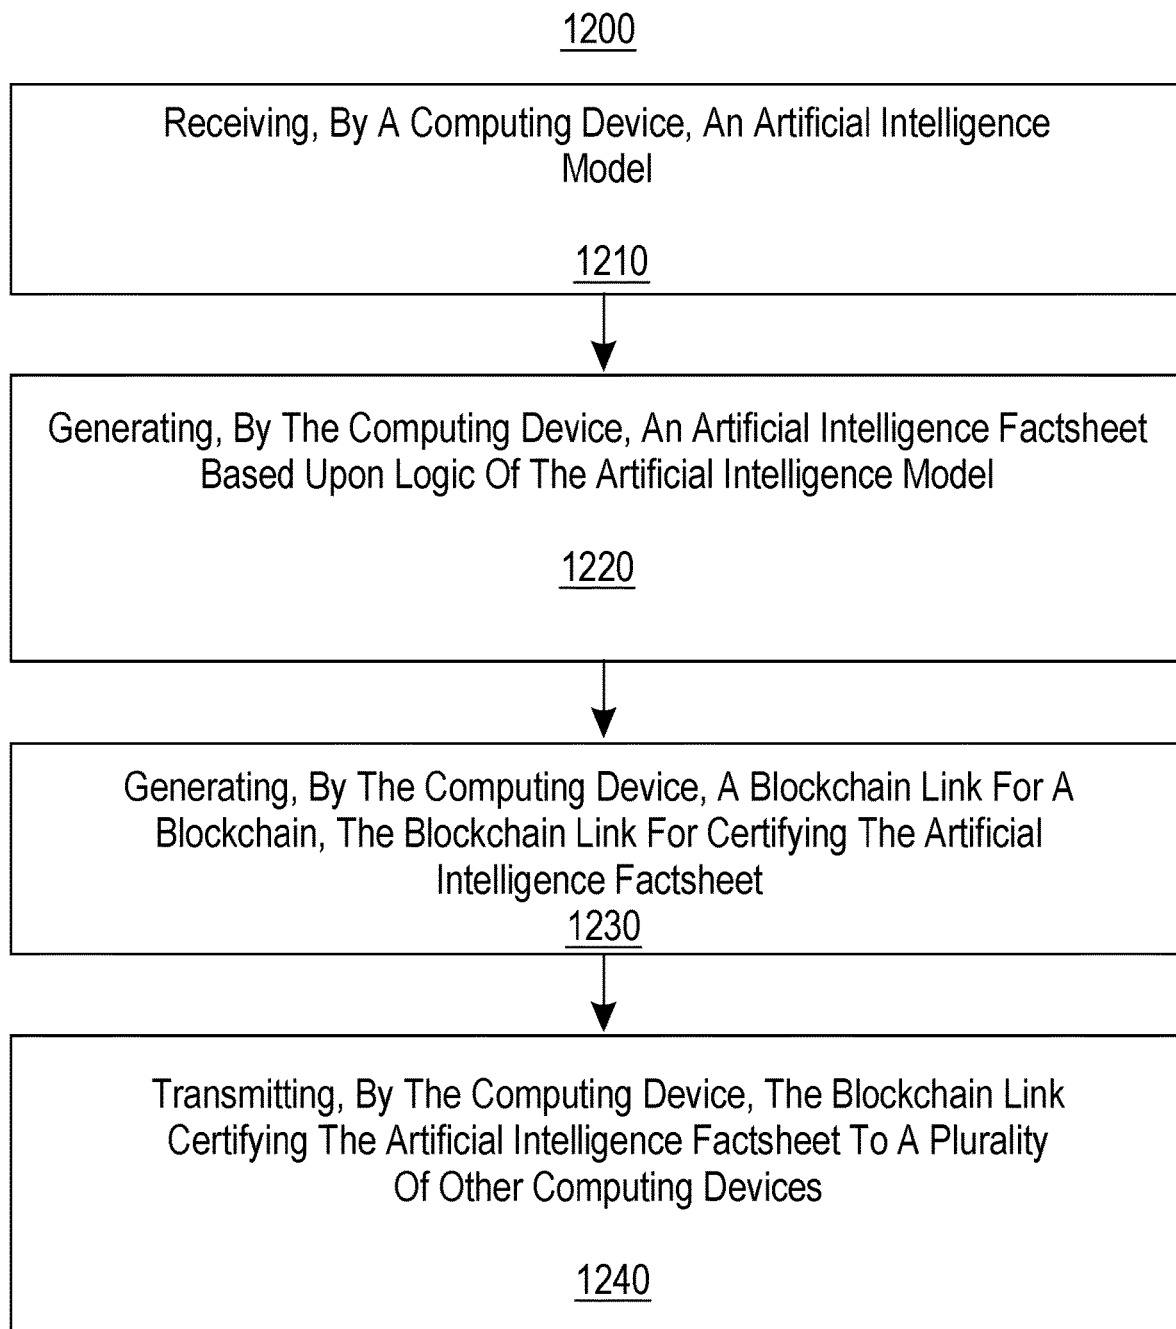 1200
Receiving, By A Computing Device, An Artificial Intelligence
Model
1210
Generating, By The Computing Device, An Artificial Intelligence Factsheet
Based Upon Logic Of The Artificial Intelligence Model
1220
Generating, By The Computing Device, A Blockchain Link For A
Blockchain, The Blockchain Link For Certifying The Artificial
Intelligence Factsheet
1230
Transmitting, By The Computing Device, The Blockchain Link
Certifying The Artificial Intelligence Factsheet To A Plurality
Of Other Computing Devices
1240